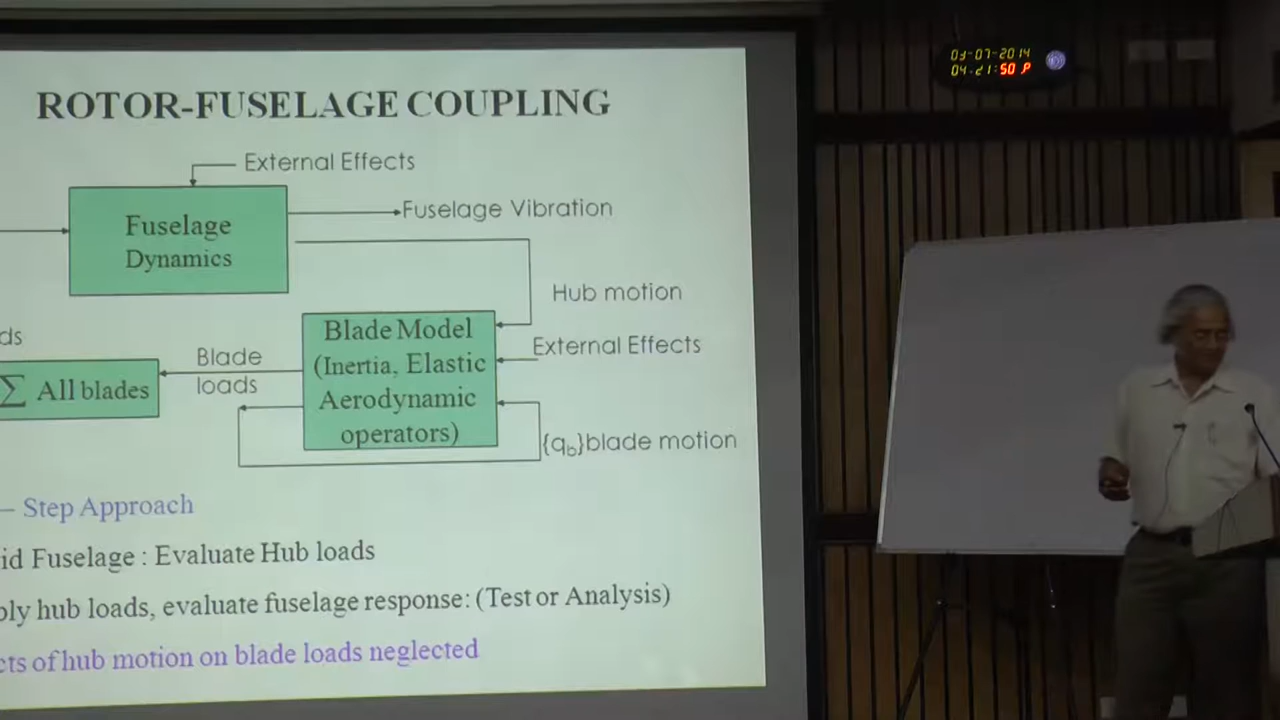 03-07-2014
04:21:50 P
ROTOR-FUSELAGE COUPLING
External Effects
Fuselage
Dynamics
Fuselage Vibration
Hub motion
ds
Blade Model
(Inertia, Elastic
Aerodynamic
operators)
External Effects
Blade
loads
∑ All blades
{q_b}blade motion
– Step Approach
id Fuselage : Evaluate Hub loads
ply hub loads, evaluate fuselage response: (Test or Analysis)
cts of hub motion on blade loads neglected